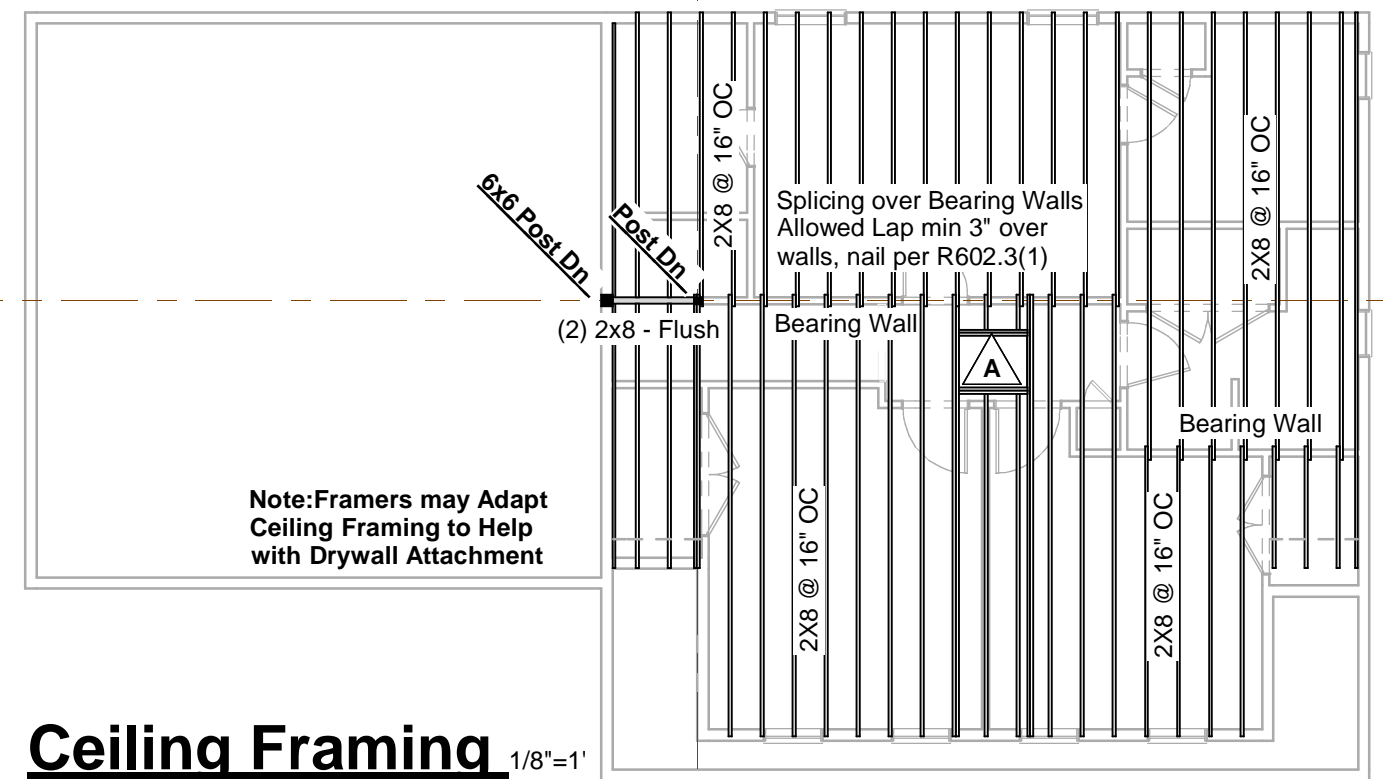 2X8 @ 16" OC
2X8 @ 16" OC
6x6 Post Dn
Post Dn
Splicing over Bearing Walls
Allowed Lap min 3" over
walls, nail per R602.3(1)
(2) 2x8 - Flush
Bearing Wall
A
Bearing Wall
Note:Framers may Adapt
Ceiling Framing to Help
with Drywall Attachment
2X8 @ 16" OC
2X8 @ 16" OC
Ceiling Framing 1/8"=1'